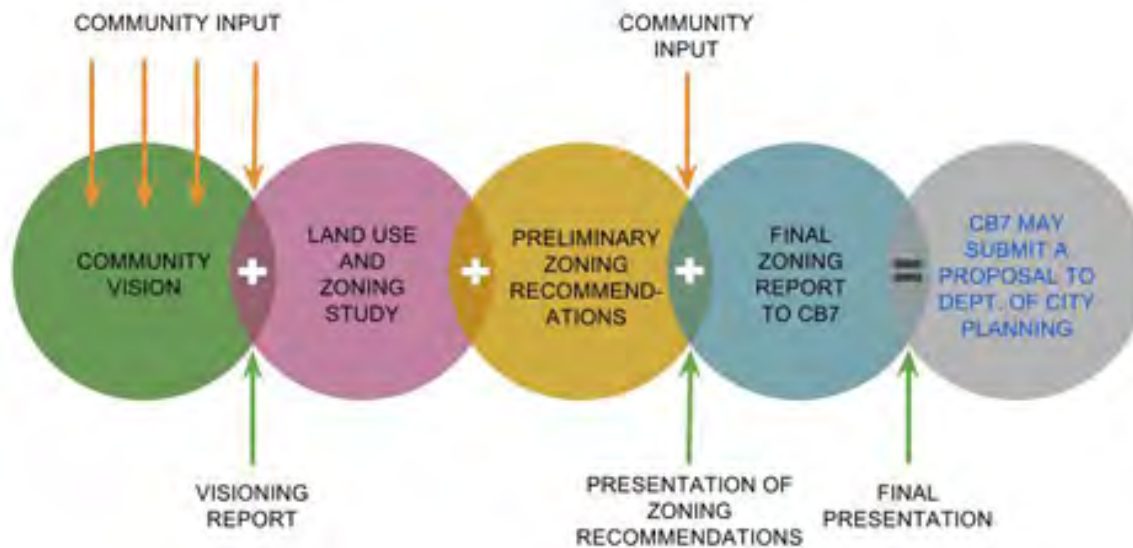 COMMUNITY INPUT
COMMUNITY
INPUT
COMMUNITY
VISION
+
LAND USE
AND
ZONING
STUDY
+
PRELIMINARY
ZONING
RECOMMEND-
ATIONS
+
FINAL
ZONING
REPORT
TO CB7
=
CB7 MAY
SUBMIT A
PROPOSAL TO
DEPT. OF CITY
PLANNING
VISIONING
REPORT
PRESENTATION OF
ZONING
RECOMMENDATIONS
FINAL
PRESENTATION